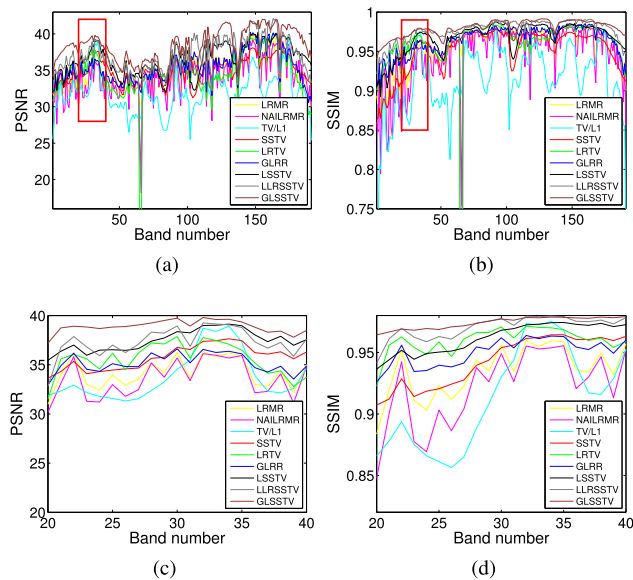 PSNR
40
35
30
25
20
50
100
150
Band number
LRMR
NAILRMR
TV/L1
SSTV
LRTV
GLRR
LSSTV
LLRSSTV
GLSSTV
(a)
SSIM
1
0.95
0.9
0.85
0.8
0.75
50
100
150
Band number
LRMR
NAILRMR
TV/L1
SSTV
LRTV
GLRR
LSSTV
LLRSSTV
GLSSTV
(b)
PSNR
40
35
30
25
20
20
25
30
35
40
Band number
LRMR
NAILRMR
TV/L1
SSTV
LRTV
GLRR
LSSTV
LLRSSTV
GLSSTV
(c)
SSIM
0.95
0.9
0.85
20
25
30
35
40
Band number
LRMR
NAILRMR
TV/L1
SSTV
LRTV
GLRR
LSSTV
LLRSSTV
GLSSTV
(d)